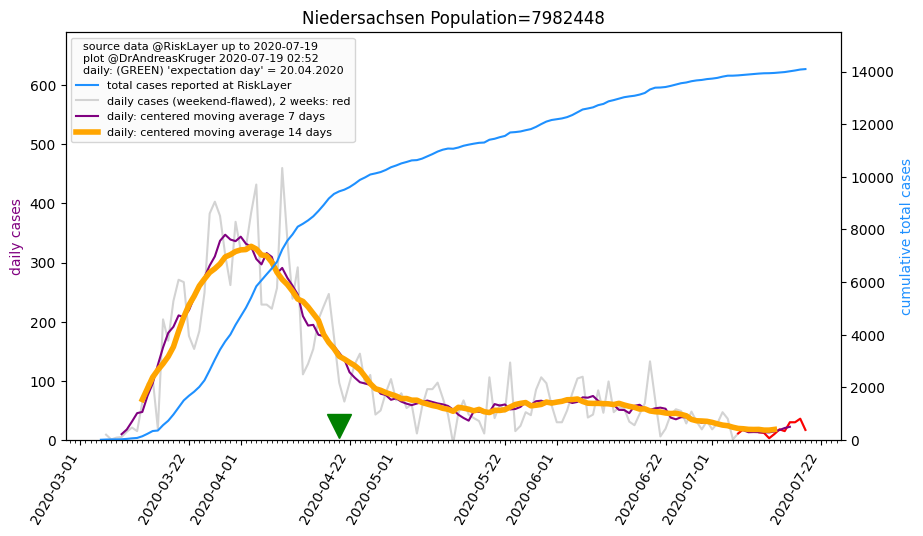 Niedersachsen Population=7982448
source data @RiskLayer up to 2020-07-19
plot @DrAndreasKruger 2020-07-19 02:52
daily: (GREEN) 'expectation day' = 20.04.2020
total cases reported at RiskLayer
daily cases (weekend-flawed), 2 weeks: red
daily: centered moving average 7 days
daily: centered moving average 14 days
daily cases
600
500
400
300
200
100
0
cumulative total cases
14000
12000
10000
8000
6000
4000
2000
0
2020-03-01
2020-03-22
2020-04-01
2020-04-22
2020-05-01
2020-05-22
2020-06-01
2020-06-22
2020-07-01
2020-07-22